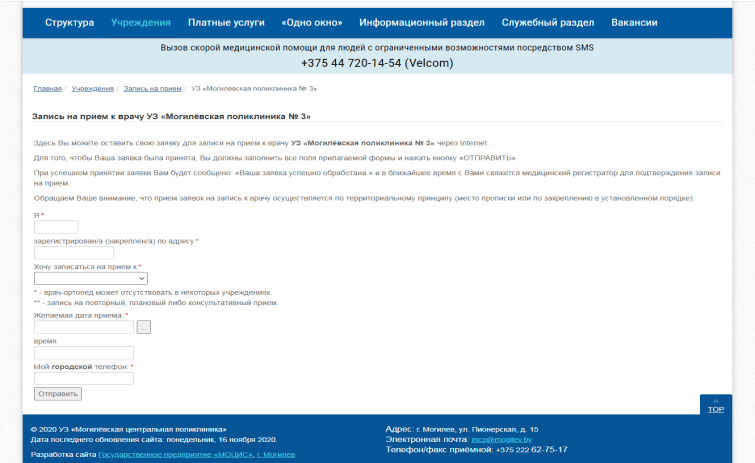 Структура Учреждения Платные услуги «Одно окно» Информационный раздел Служебный раздел Вакансии
Вызов скорой медицинской помощи для людей с ограниченными возможностями посредством SMS
+375 44 720-14-54 (Velcom)
Главная / Учреждения / Запись на прием / УЗ «Могилёвская поликлиника № 3»
Запись на прием к врачу УЗ «Могилёвская поликлиника № 3»
Здесь Вы можете оставить свою заявку для записи на прием к врачу УЗ «Могилёвская поликлиника № 3» через Internet.
Для того, чтобы Ваша заявка была принята, Вы должны заполнить все поля прилагаемой формы и нажать кнопку «ОТПРАВИТЬ».
При успешном принятии заявки Вам будет сообщено: «Ваша заявка успешно обработана.» и в ближайшее время с Вами свяжется медицинский регистратор для подтверждения записи
на прием.
Обращаем Ваше внимание, что прием заявок на запись к врачу осуществляется по территориальному принципу (место прописки или по закреплению в установленном порядке).
Я *
зарегистрирован/а (закреплен/а) по адресу *
Хочу записаться на прием к *
* - врач-ортопед может отсутствовать в некоторых учреждениях.
** - запись на повторный, плановый либо консультативный прием.
Желаемая дата приема: *
...
время
Мой городской телефон: *
Отправить
TOP
© 2020 УЗ «Могилёвская центральная поликлиника»
Дата последнего обновления сайта: понедельник, 16 ноября 2020.
Разработка сайта Государственное предприятие «МОЦИС», г. Могилев
Адрес: г. Могилев, ул. Пионерская, д. 15
Электронная почта: mcp@mogilev.by
Телефон/факс приёмной: +375 222 62-75-17